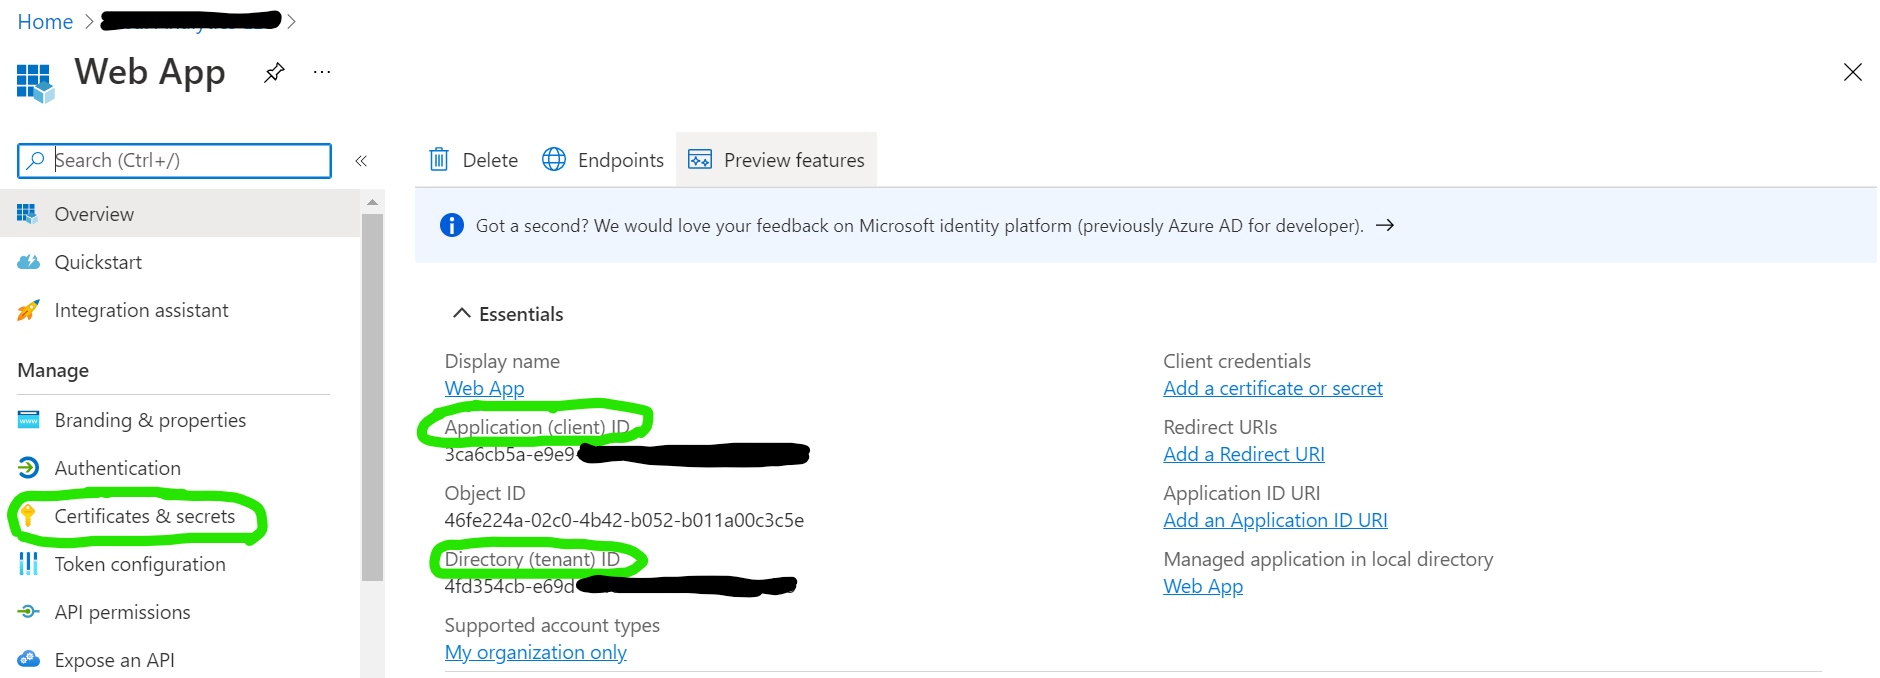 Home
Web App
Search (Ctrl+/)
Overview
Quickstart
Integration assistant
Manage
Branding & properties
Authentication
Certificates & secrets
Token configuration
API permissions
Expose an API
Delete
Endpoints
Preview features
Got a second? We would love your feedback on Microsoft identity platform (previously Azure AD for developer).
Essentials
Display name
Web App
Application (client) ID
3ca6cb5a-e9e9-
Object ID
46fe224a-02c0-4b42-b052-b011a00c3c5e
Directory (tenant) ID
4fd354cb-e69d
Supported account types
My organization only
Client credentials
Add a certificate or secret
Redirect URIs
Add a Redirect URI
Application ID URI
Add an Application ID URI
Managed application in local directory
Web App